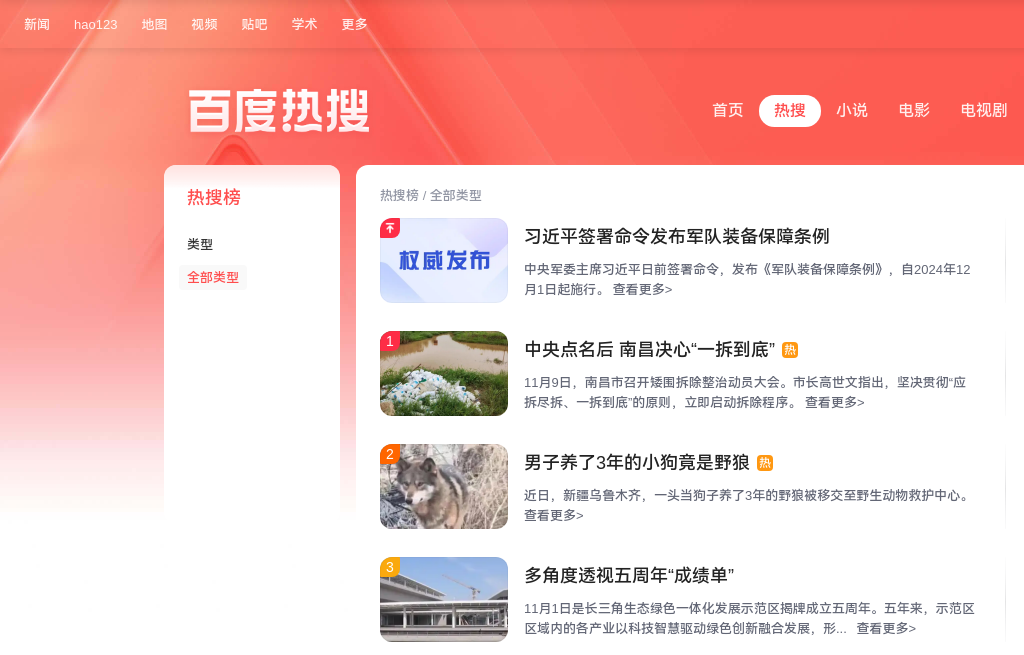 新闻 hao123 地图 视频 贴吧 学术 更多
百度热搜
首页 热搜 小说 电影 电视剧
热搜榜
类型
全部类型
热搜榜 / 全部类型
权威发布
习近平签署命令发布军队装备保障条例
中央军委主席习近平日前签署命令，发布《军队装备保障条例》，自2024年12
月1日起施行。 查看更多>
1
中央点名后 南昌决心“一拆到底” 热
11月9日，南昌市召开矮围拆除整治动员大会。市长高世文指出，坚决贯彻“应
拆尽拆、一拆到底”的原则，立即启动拆除程序。 查看更多>
2
男子养了3年的小狗竟是野狼 热
近日，新疆乌鲁木齐，一头当狗子养了3年的野狼被移交至野生动物救护中心。
查看更多>
3
多角度透视五周年“成绩单”
11月1日是长三角生态绿色一体化发展示范区揭牌成立五周年。五年来，示范区
区域内的各产业以科技智慧驱动绿色创新融合发展，形... 查看更多>